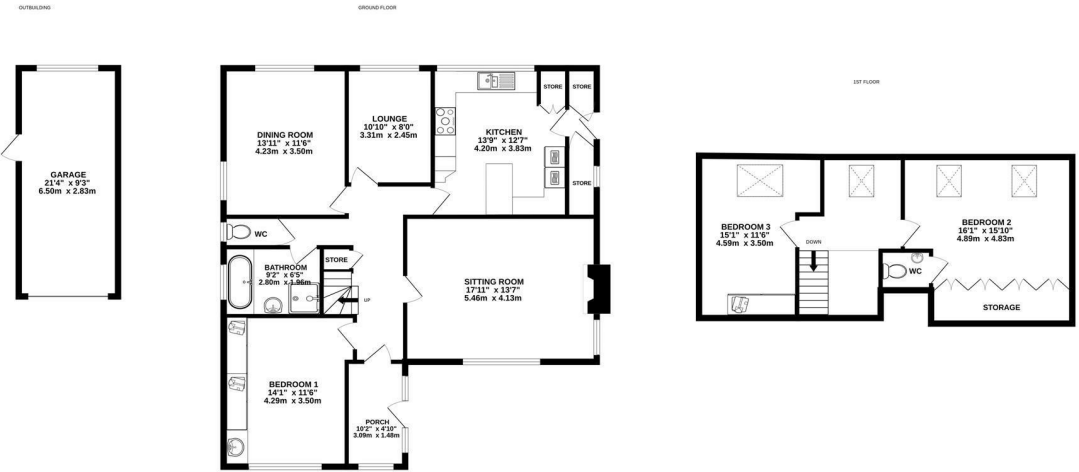 OUTBUILDING
GARAGE
21'4" x 9'3"
6.50m x 2.83m
GROUND FLOOR
DINING ROOM
13'11" x 11'6"
4.23m x 3.50m
LOUNGE
10'10" x 8'0"
3.31m x 2.45m
KITCHEN
13'9" x 12'7"
4.20m x 3.83m
STORE
STORE
STORE
WC
BATHROOM
9'2" x 6'5"
2.80m x 1.96m
STORE
UP
SITTING ROOM
17'11" x 13'7"
5.46m x 4.13m
BEDROOM 1
14'1" x 11'6"
4.29m x 3.50m
PORCH
10'2" x 4'10"
3.09m x 1.48m
1ST FLOOR
BEDROOM 3
15'1" x 11'6"
4.59m x 3.50m
DOWN
BEDROOM 2
16'1" x 15'10"
4.89m x 4.83m
WC
STORAGE